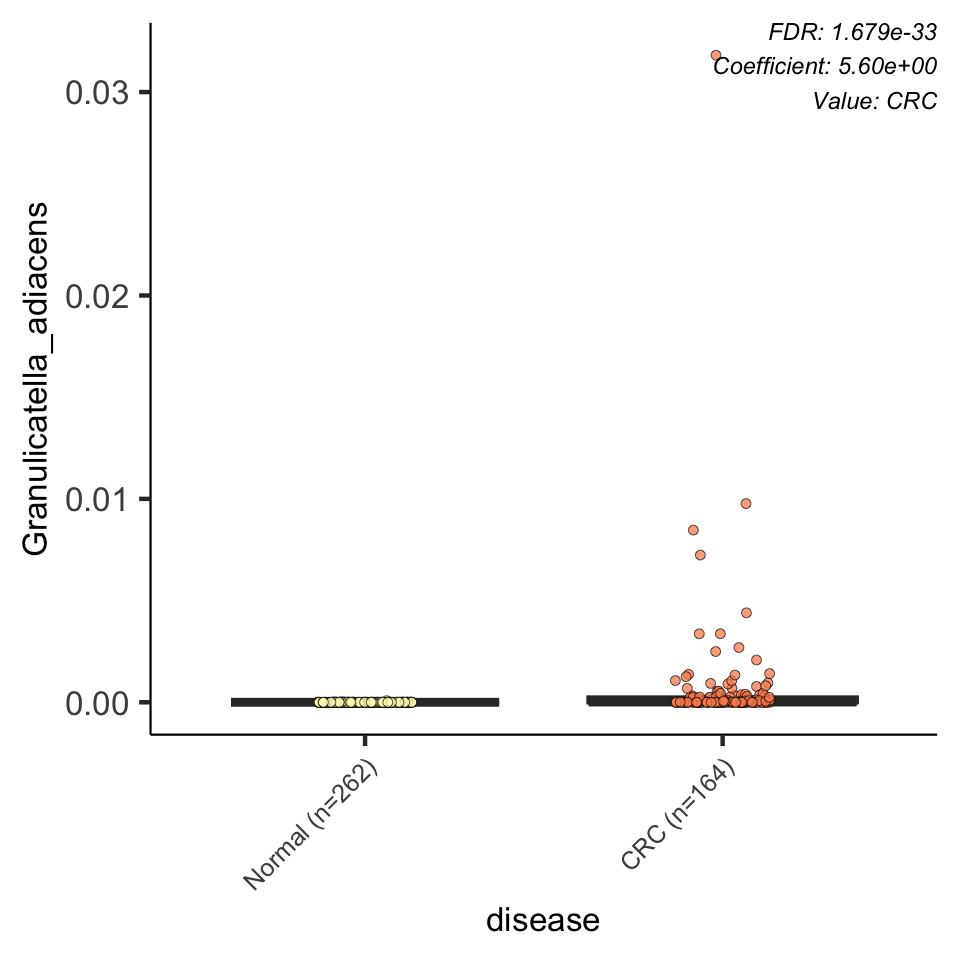 FDR: 1.679e-33
Coefficient: 5.60e+00
Value: CRC
Granulicatella_adiacens
0.03
0.02
0.01
0.00
Normal (n=262)
CRC (n=164)
disease